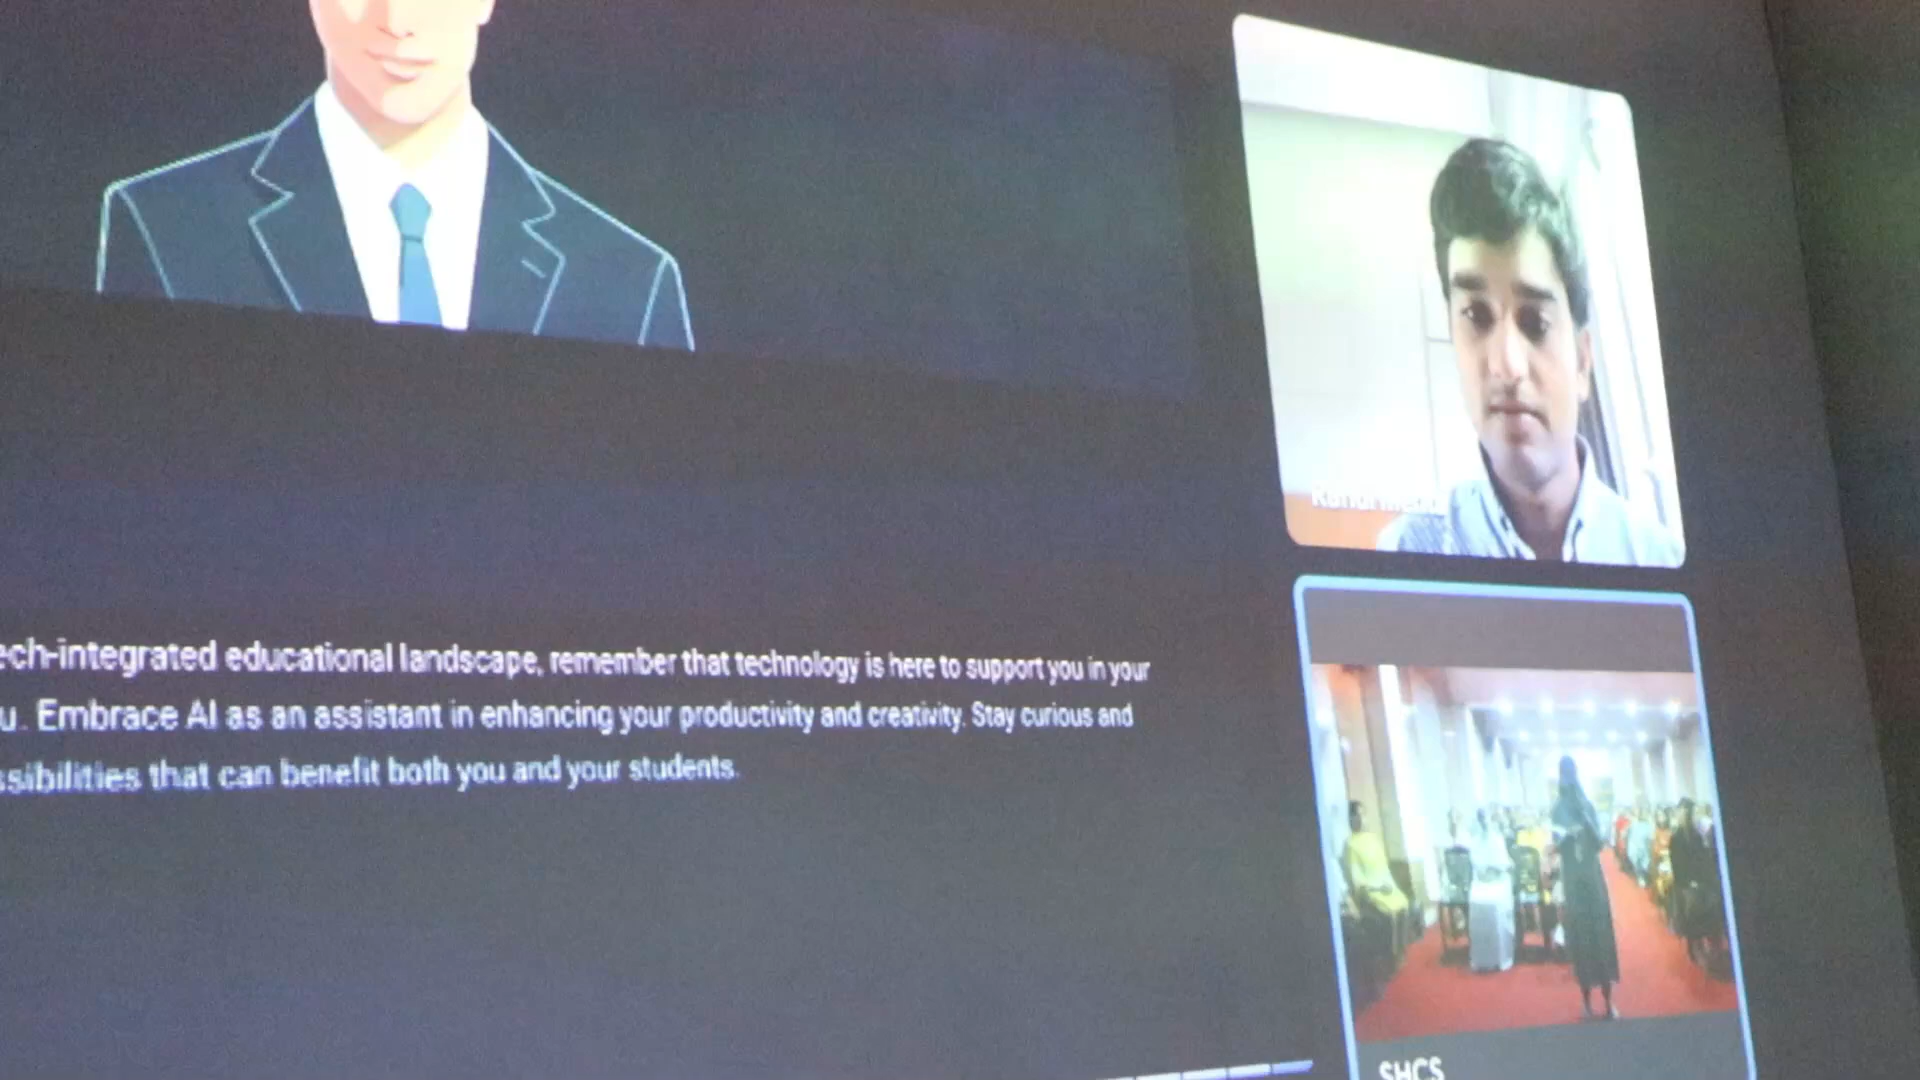 ech-integrated educational landscape, remember that technology is here to support you in your
u. Embrace AI as an assistant in enhancing your productivity and creativity. Stay curious and
ssibilities that can benefit both you and your students.
SHCS